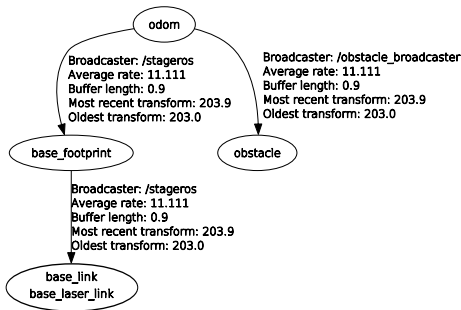 odom
Broadcaster: /stageros
Average rate: 11.111
Buffer length: 0.9
Most recent transform: 203.9
Oldest transform: 203.0
Broadcaster: /obstacle_broadcaster
Average rate: 11.111
Buffer length: 0.9
Most recent transform: 203.9
Oldest transform: 203.0
base_footprint
obstacle
Broadcaster: /stageros
Average rate: 11.111
Buffer length: 0.9
Most recent transform: 203.9
Oldest transform: 203.0
base_link
base_laser_link